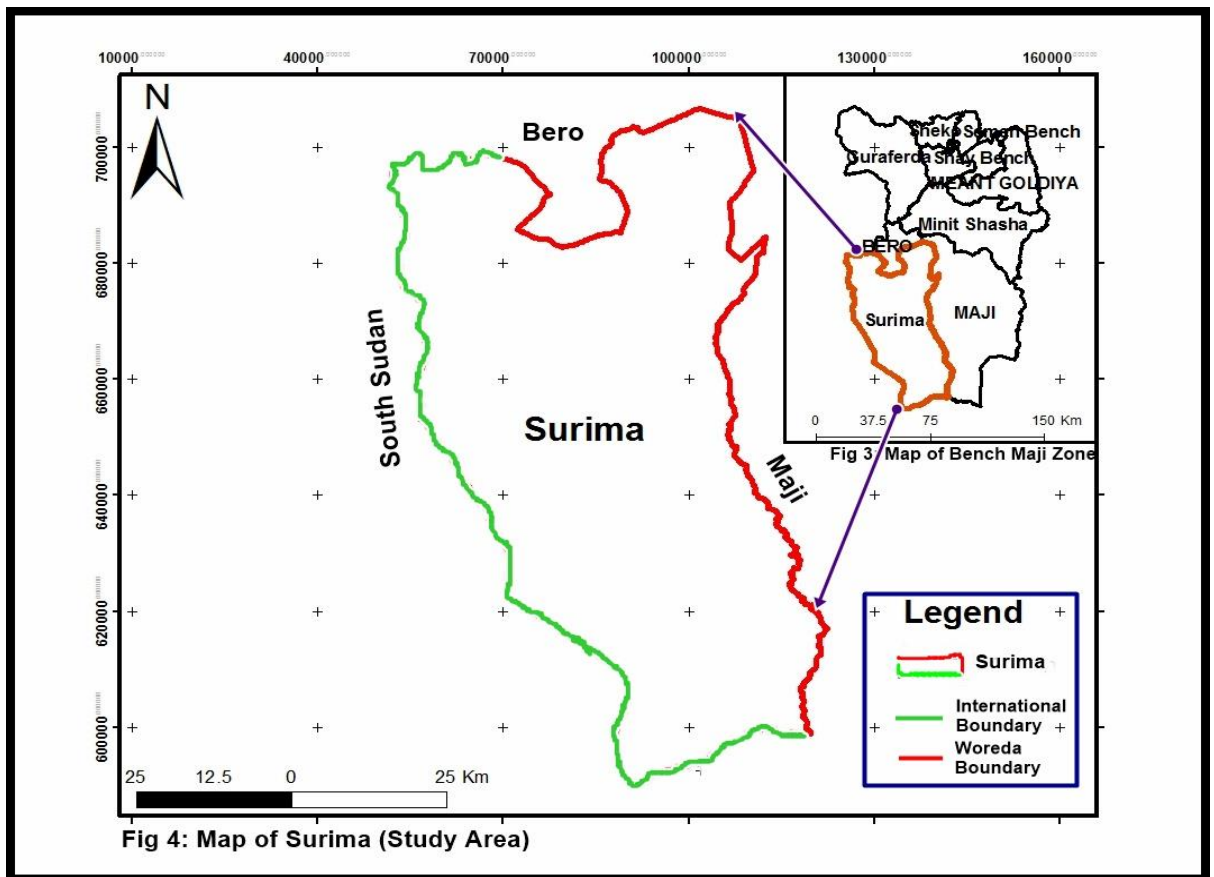 10000 40000 70000 100000 130000 160000
N
Bero
700000
680000
660000
640000
620000
600000
South Sudan
Surima
Maji
Sheko Semen Bench
Guraferda Shay Bench
MEANT GOLDIYA
Minit Shasha
BERO
Surima
MAJI
0 37.5 75 150 Km
Fig 3: Map of Bench Maji Zone
Legend
Surima
International
Boundary
Woreda
Boundary
25 12.5 0 25 Km
Fig 4: Map of Surima (Study Area)